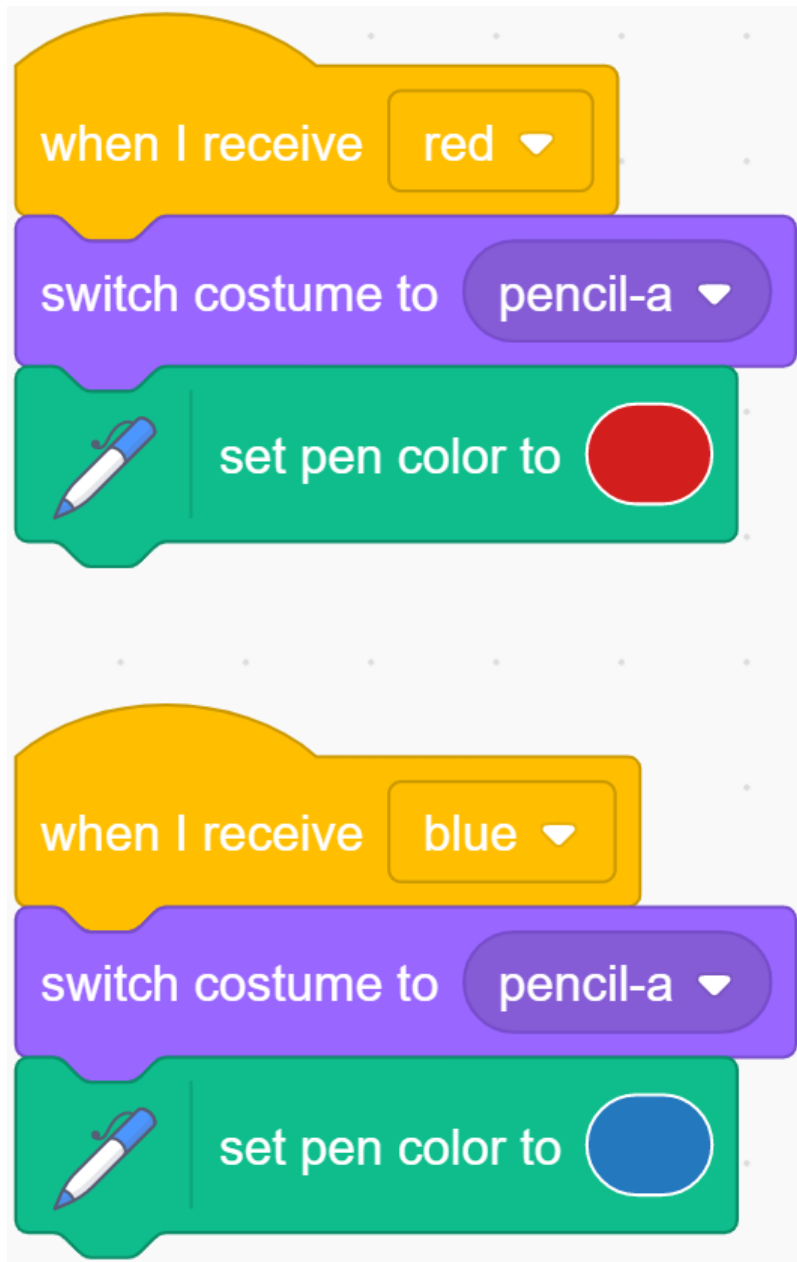 when I receive red
switch costume to pencil-a
set pen color to
when I receive blue
switch costume to pencil-a
set pen color to